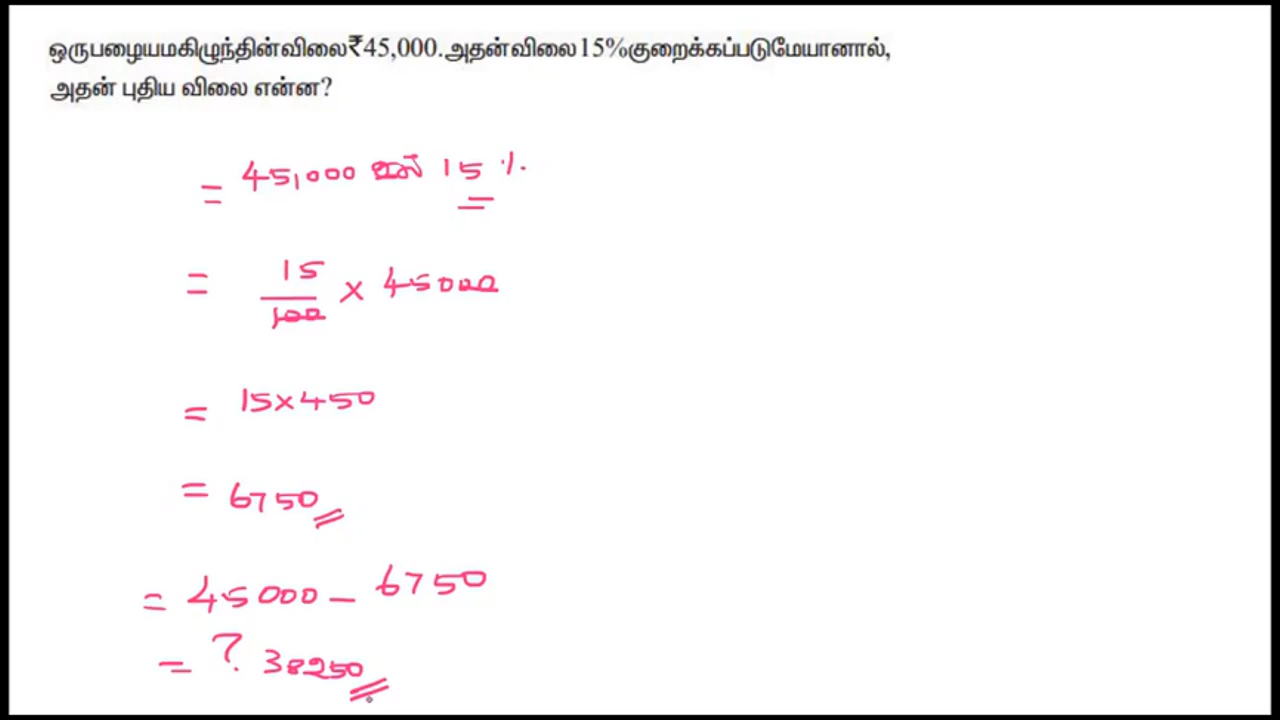 ஒரு பழைய மகிழுந்தின் விலை ₹45,000. அதன் விலை 15% குறைக்கப்படுமேயானால்,
அதன் புதிய விலை என்ன?
= 45,000 இல் 15 %
= 15/100 × 45000
= 15×450
= 6750
= 45000 – 6750
= ? 38250